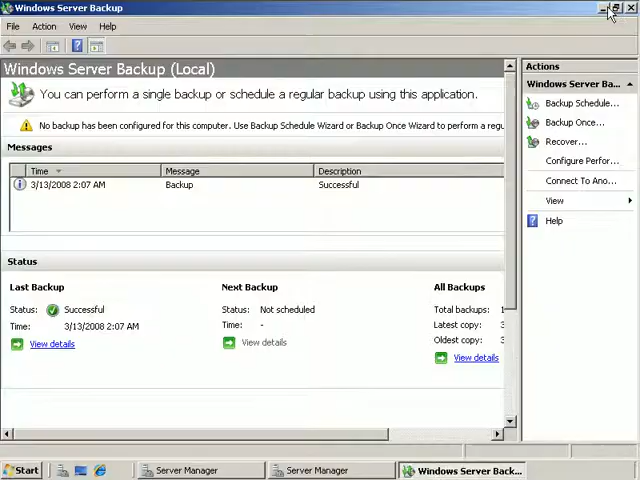 Windows Server Backup
File Action View Help
Windows Server Backup (Local)
You can perform a single backup or schedule a regular backup using this application.
No backup has been configured for this computer. Use Backup Schedule Wizard or Backup Once Wizard to perform a regu
Messages
Time Message Description
3/13/2008 2:07 AM Backup Successful
Status
Last Backup Next Backup All Backups
Status: Successful Status: Not scheduled Total backups: 1
Time: 3/13/2008 2:07 AM Time: - Latest copy: 3
Oldest copy: 3
View details View details View details
Actions
Windows Server Ba...
Backup Schedule...
Backup Once...
Recover...
Configure Perfor...
Connect To Ano...
View
Help
Start Server Manager Server Manager Windows Server Back...